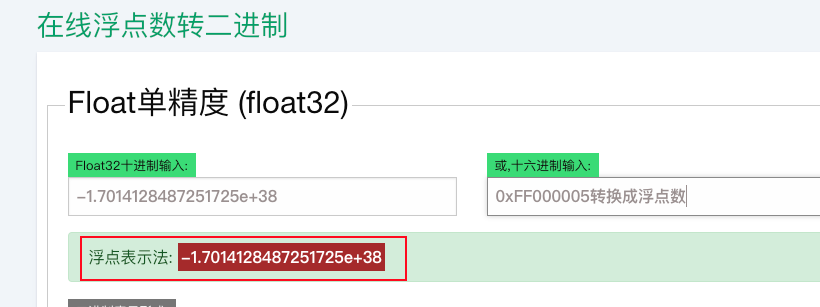 在线浮点数转二进制
Float单精度 (float32)
Float32十进制输入:
或,十六进制输入:
-1.7014128487251725e+38
0xFF000005转换成浮点数
浮点表示法: -1.7014128487251725e+38